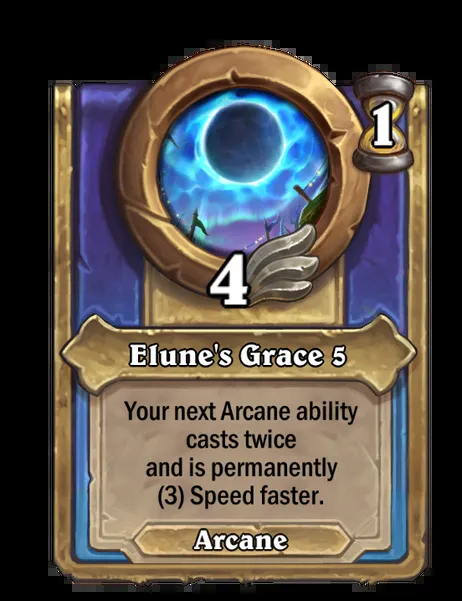 1
4
Elune's Grace 5
Your next Arcane ability
casts twice
and is permanently
(3) Speed faster.
Arcane